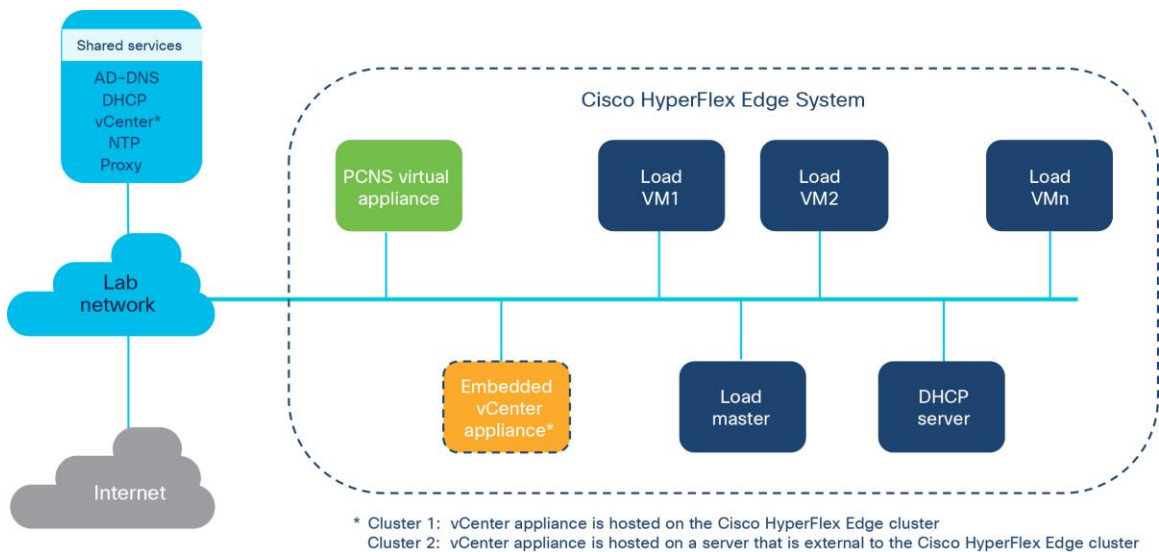 Shared services
AD-DNS
DHCP
vCenter*
NTP
Proxy
Lab
network
Internet
Cisco HyperFlex Edge System
PCNS virtual
appliance
Load
VM1
Load
VM2
Load
VMn
Embedded
vCenter
appliance*
Load
master
DHCP
server
* Cluster 1: vCenter appliance is hosted on the Cisco HyperFlex Edge cluster
Cluster 2: vCenter appliance is hosted on a server that is external to the Cisco HyperFlex Edge cluster